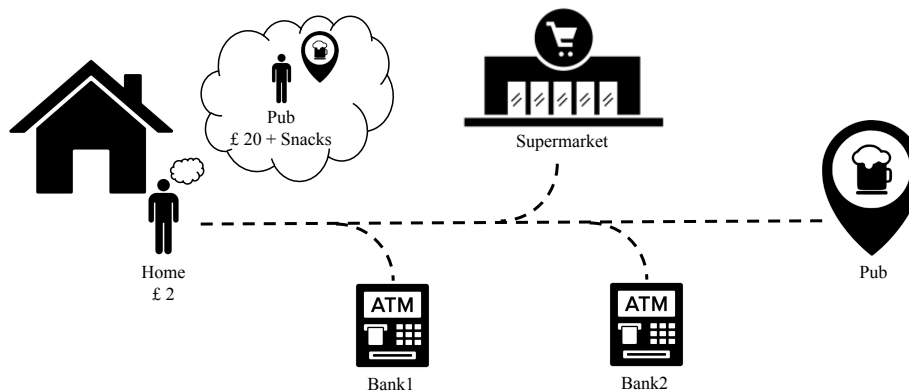 Pub
£ 20 + Snacks
Supermarket
Home
£ 2
Pub
ATM
ATM
Bank1
Bank2